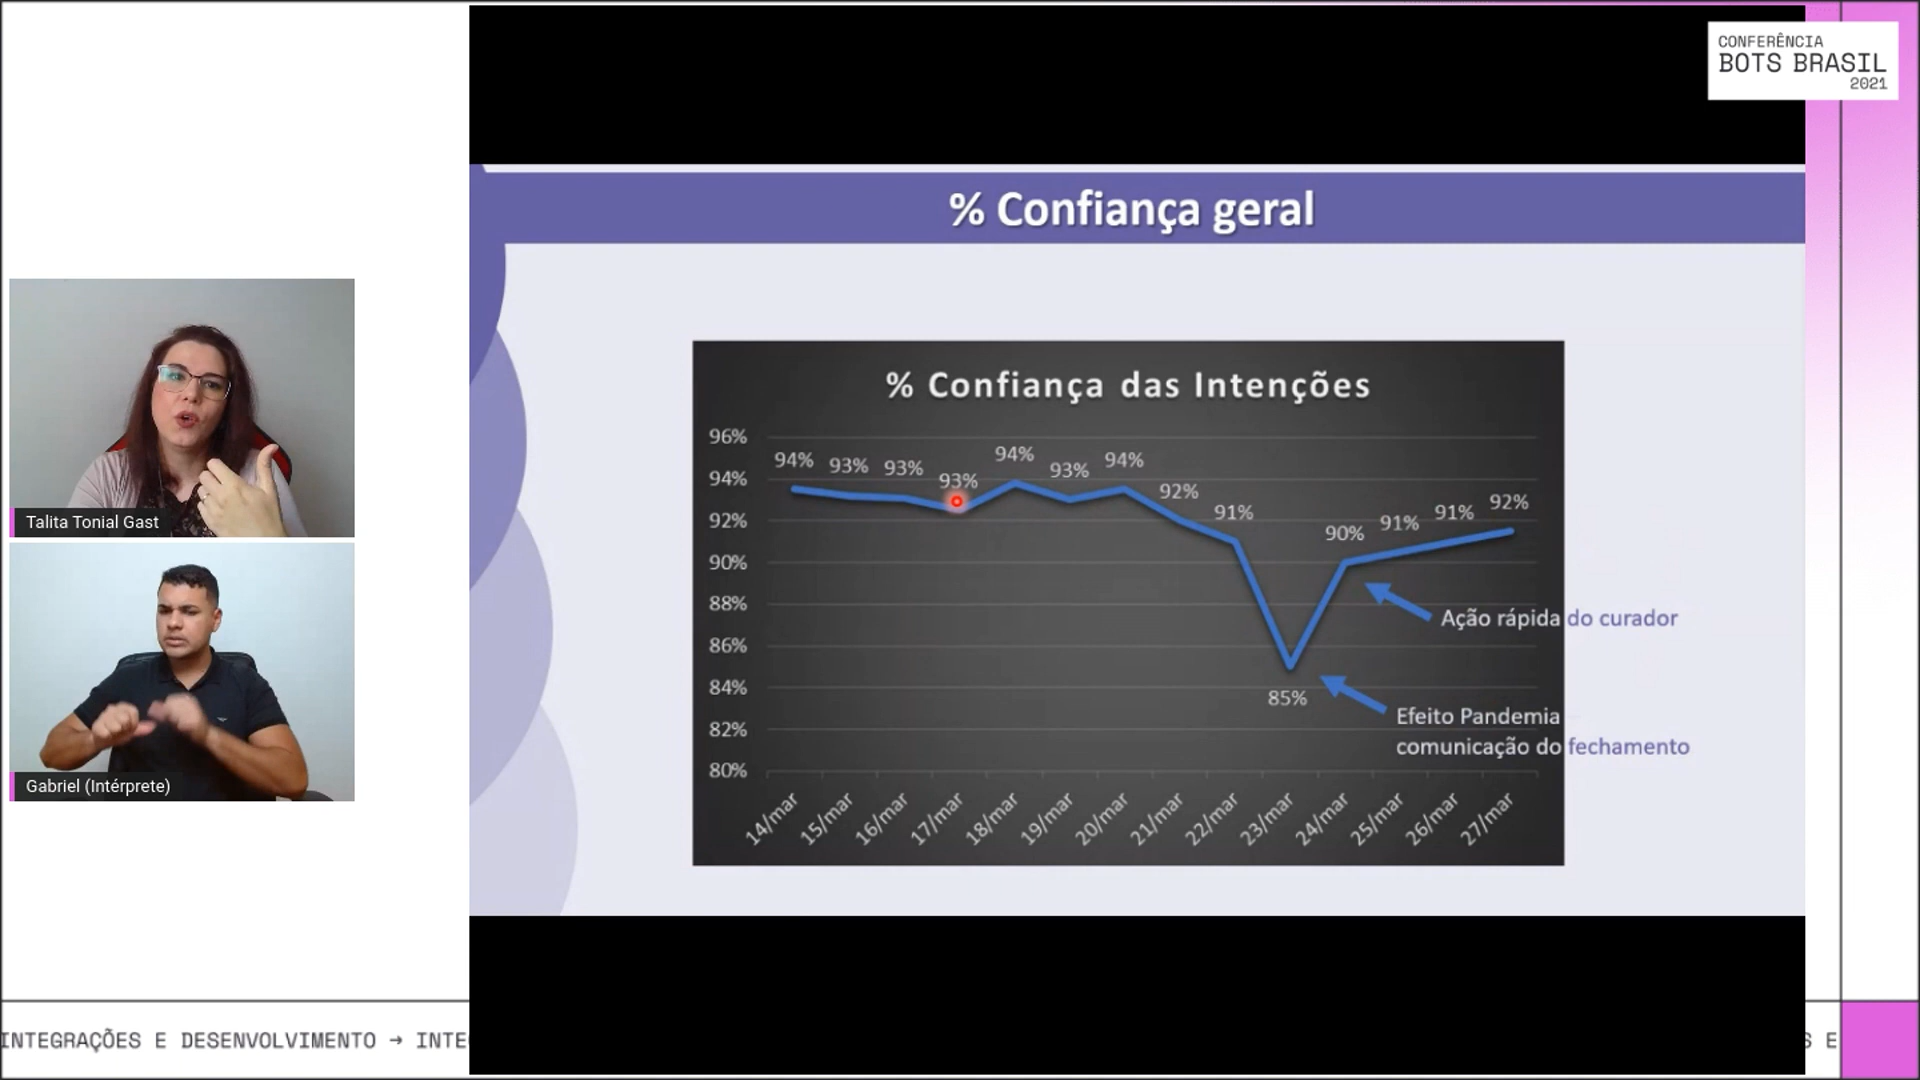 CONFERÊNCIA
BOTS BRASIL
2021
% Confiança geral
% Confiança das Intenções
96%
94%
92%
90%
88%
86%
84%
82%
80%
94%
93%
93%
93%
94%
93%
94%
92%
91%
85%
90%
91%
91%
92%
Ação rápida do curador
Efeito Pandemia
comunicação do fechamento
14/mar
15/mar
16/mar
17/mar
18/mar
19/mar
20/mar
21/mar
22/mar
23/mar
24/mar
25/mar
26/mar
27/mar
Talita Tonial Gast
Gabriel (Intérprete)
INTEGRAÇÕES E DESENVOLVIMENTO → INTE
S E